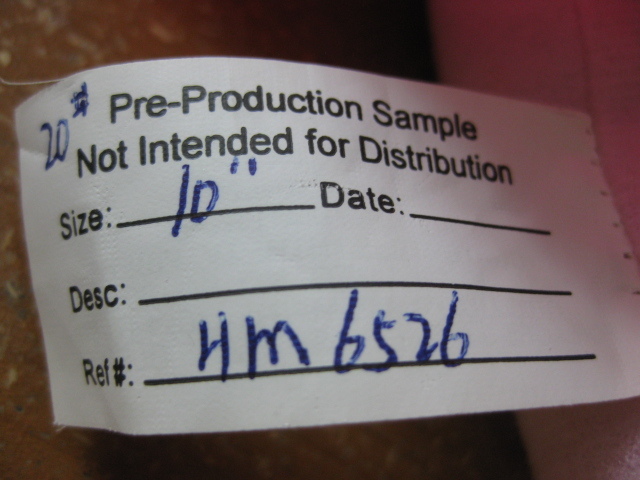 20# Pre-Production Sample
Not Intended for Distribution
Size: 10" Date:
Desc:
Ref #: HM 6526